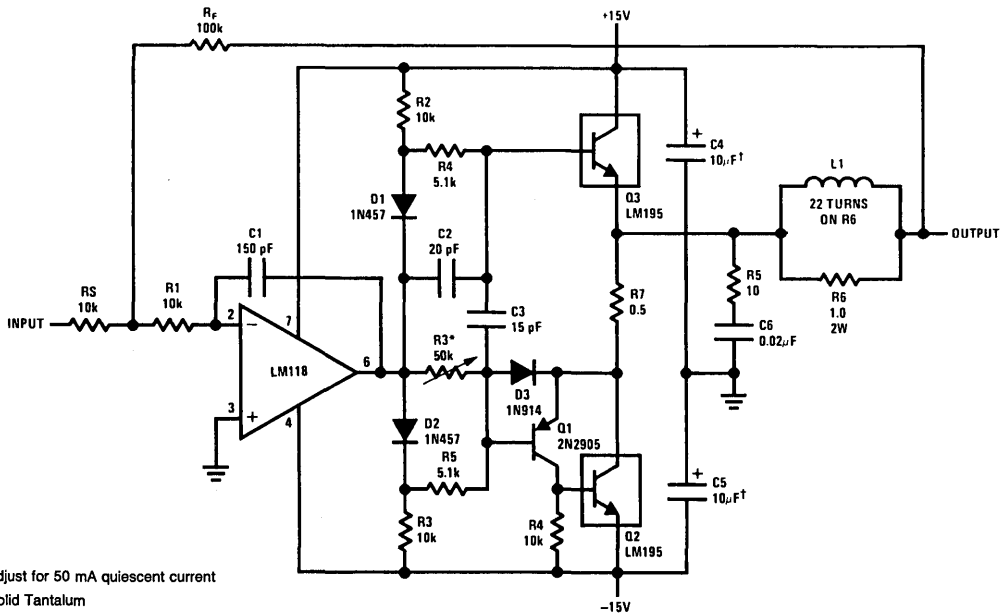 RF
100k
+15V
R2
10k
R4
5.1k
D1
1N457
Q3
LM195
+
C4
10µF†
L1
22 TURNS
ON R6
OUTPUT
C1
150 pF
C2
20 pF
RS
10k
R1
10k
INPUT
2
−
7
LM118
6
3
+
4
C3
15 pF
R3*
50k
R7
0.5
R5
10
C6
0.02µF
R6
1.0
2W
D3
1N914
D2
1N457
Q1
2N2905
R5
5.1k
R3
10k
R4
10k
Q2
LM195
+
C5
10µF†
djust for 50 mA quiescent current
olid Tantalum
−15V